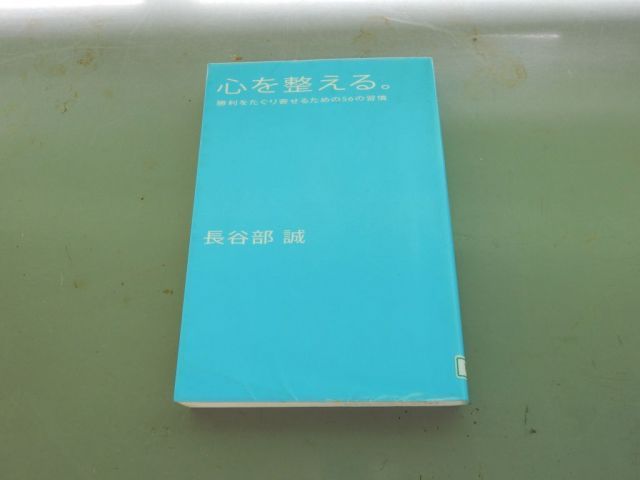 心を整える。
勝利をたぐり寄せるための56の習慣
長谷部 誠